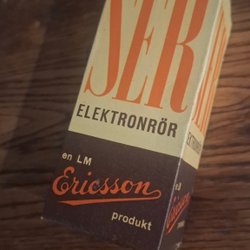 SER
ELEKTRONRÖR
en LM
Ericsson
produkt